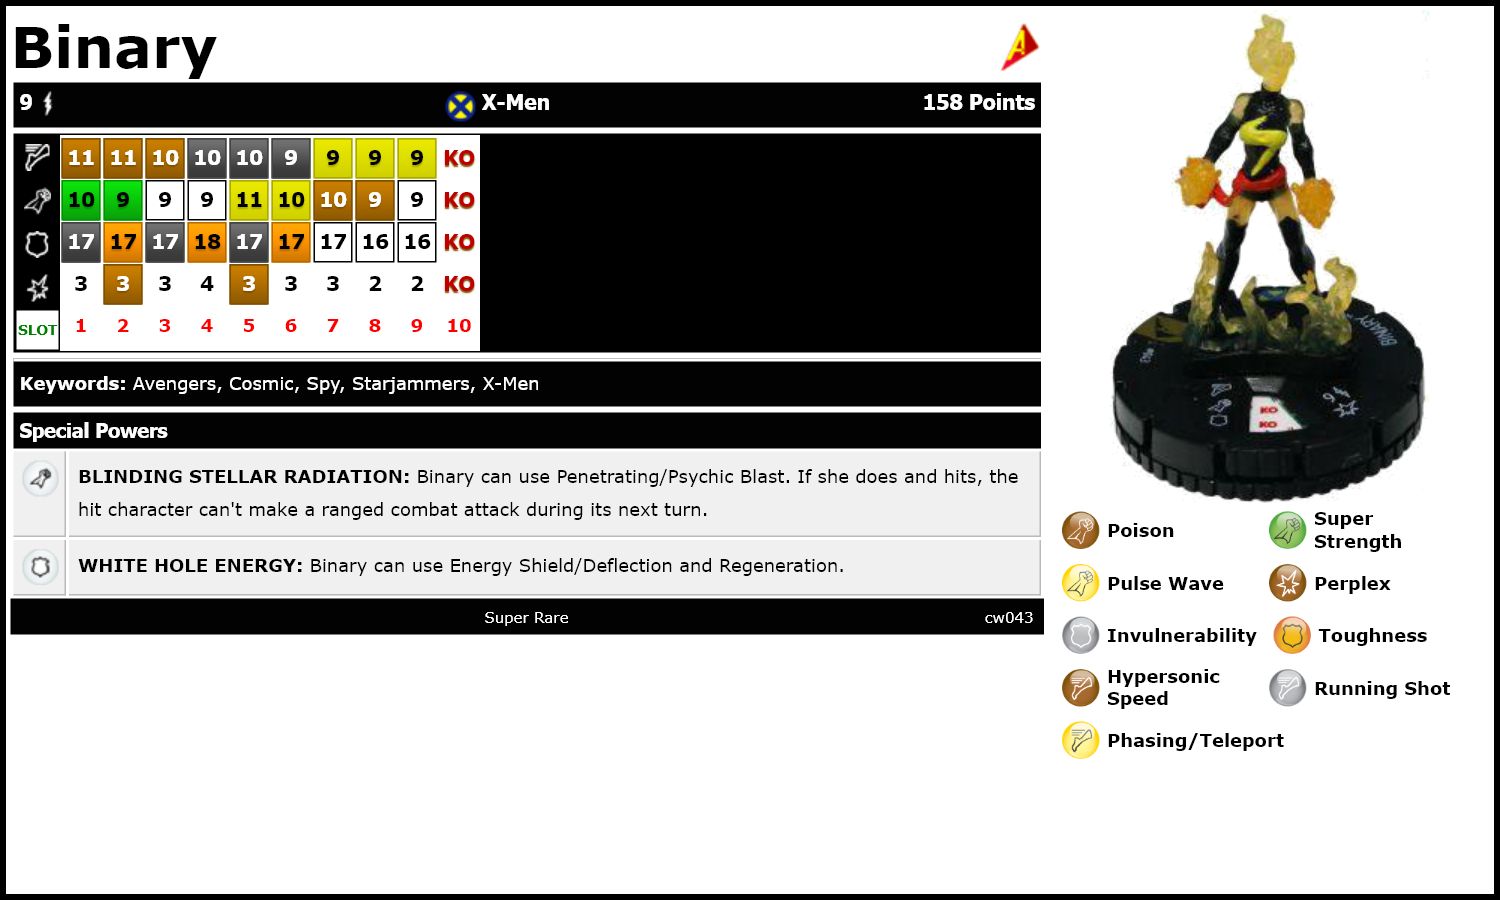 Binary
9 X-Men 158 Points
11 11 10 10 10 9 9 9 9 KO
10 9 9 9 11 10 10 9 9 KO
17 17 17 18 17 17 17 16 16 KO
3 3 3 4 3 3 3 2 2 KO
SLOT 1 2 3 4 5 6 7 8 9 10
Keywords: Avengers, Cosmic, Spy, Starjammers, X-Men
Special Powers
BLINDING STELLAR RADIATION: Binary can use Penetrating/Psychic Blast. If she does and hits, the
hit character can't make a ranged combat attack during its next turn.
WHITE HOLE ENERGY: Binary can use Energy Shield/Deflection and Regeneration.
Super Rare cw043
A
BINARY
KO
KO
Poison
Super
Strength
Pulse Wave
Perplex
Invulnerability
Toughness
Hypersonic
Speed
Running Shot
Phasing/Teleport